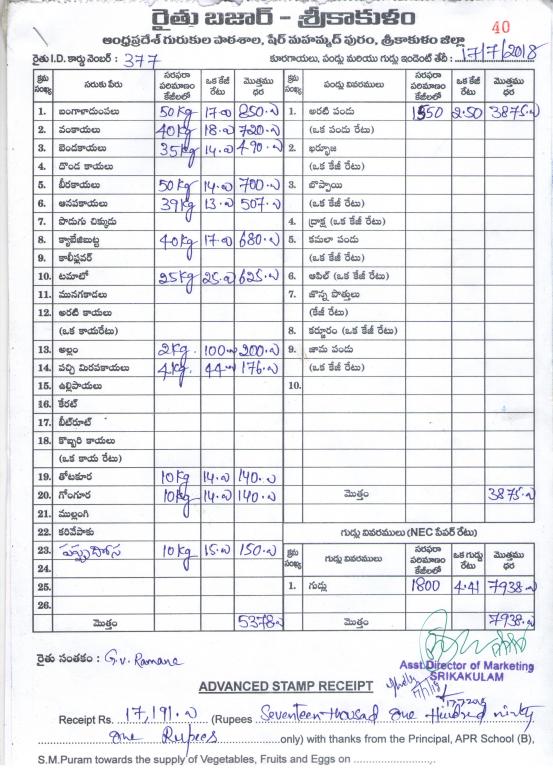 40
రైతు బజార్ - శ్రీకాకుళం
ఆంధ్రప్రదేశ్ గురుకుల పాఠశాల, షేర్ మహమ్మద్ పురం, శ్రీకాకుళం జిల్లా
రైతు I.D. కార్డు నెంబర్ : 377 కూరగాయలు, పండ్లు మరియు గుడ్లు ఇండెంట్ తేది : 17/7/2018
క్రమ సంఖ్య సరుకు పేరు సరఫరా పరిమాణం కేజీలలో ఒక కేజీ రేటు మొత్తము ధర క్రమ సంఖ్య పండ్లు వివరములు సరఫరా పరిమాణం కేజీలలో ఒక కేజీ రేటు మొత్తము ధర
1. బంగాళాదుంపలు 50 kg 17-00 850-00 1. అరటి పండు 1550 2.50 3875-00
2. వంకాయలు 40 kg 18-00 720-00 (ఒక పండు రేటు)
3. బెండకాయలు 35 kg 14-00 490-00 2. ఖర్బూజ
4. దొండ కాయలు (ఒక కేజీ రేటు)
5. బీరకాయలు 50 kg 14-00 700-00 3. బొప్పాయి
6. ఆనపకాయలు 39 kg 13-00 507-00 (ఒక కేజీ రేటు)
7. పొదుగు చిక్కుడు 4. ద్రాక్ష (ఒక కేజీ రేటు)
8. క్యాబేజిబుట్ట 40 kg 17-00 680-00 5. కమలా పండు
9. కాలీఫ్లవర్ (ఒక కేజీ రేటు)
10. టమాటో 25 kg 25-00 625-00 6. ఆపిల్ (ఒక కేజీ రేటు)
11. మునగకాడలు 7. జొన్న పొత్తులు
12. అరటి కాయలు (కేజీ రేటు)
(ఒక కాయరేటు) 8. కర్జూరం (ఒక కేజీ రేటు)
13. అల్లం 2 kg. 100-00 200-00 9. జామ పండు
14. పచ్చి మిరపకాయలు 4 kg. 44-00 176-00 (ఒక కేజీ రేటు)
15. ఉల్లిపాయలు 10.
16. కేరట్
17. బీట్‌రూట్
18. కొబ్బరి కాయలు
(ఒక కాయ రేటు)
19. తోటకూర 10 kg 14-00 140-00
20. గోంగూర 10 kg 14-00 140-00 మొత్తం 3875-00
21. ముల్లంగి
22. కరివేపాకు గుడ్లు వివరములు (NEC పేపర్ రేటు)
23. పప్పుదోస 10 kg 15-00 150-00 క్రమ సంఖ్య గుడ్లు వివరములు సరఫరా పరిమాణం కేజీలలో ఒక గుడ్డు రేటు మొత్తము ధర
24.
25. 1. గుడ్లు 1800 4.41 7938-00
26.
మొత్తం 5378-00 మొత్తం 7938-00
రైతు సంతకం : G.V. Ramana
Asst. Director of Marketing
SRIKAKULAM
ADVANCED STAMP RECEIPT
Receipt Rs. 17,191-00 (Rupees Seventeen thousad one Hundred ninty
one Rupees only) with thanks from the Principal, APR School (B),
S.M.Puram towards the supply of Vegetables, Fruits and Eggs on